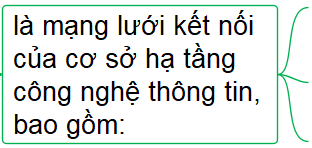 là mạng lưới kết nối
của cơ sở hạ tầng
công nghệ thông tin,
bao gồm: